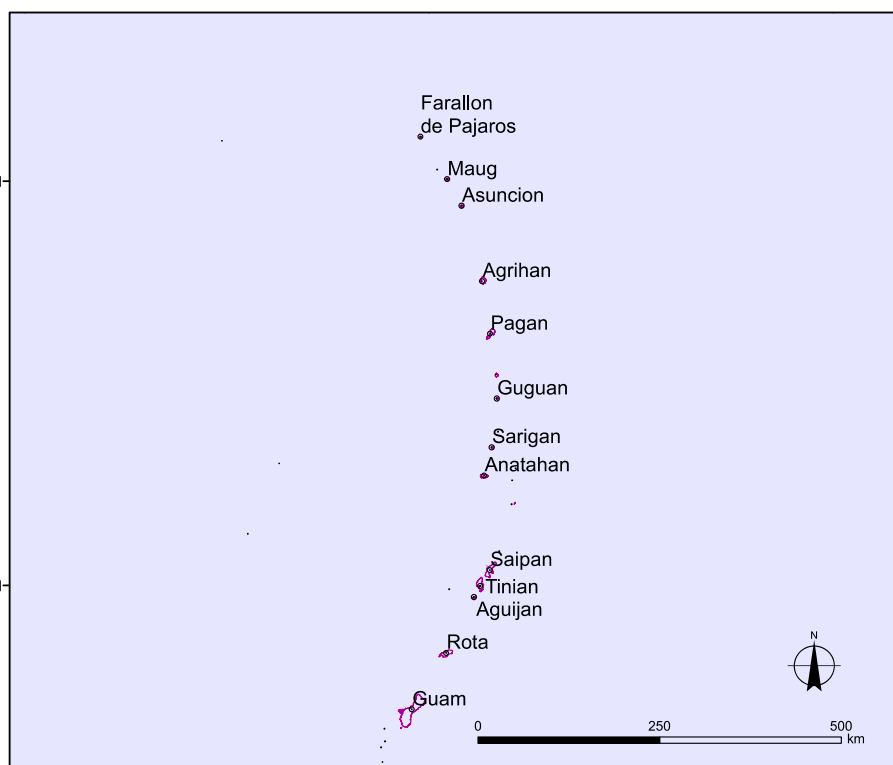 Farallon
de Pajaros
Maug
Asuncion
Agrihan
Pagan
Guguan
Sarigan
Anatahan
Saipan
Tinian
Aguijan
Rota
Guam
N
0 250 500
km